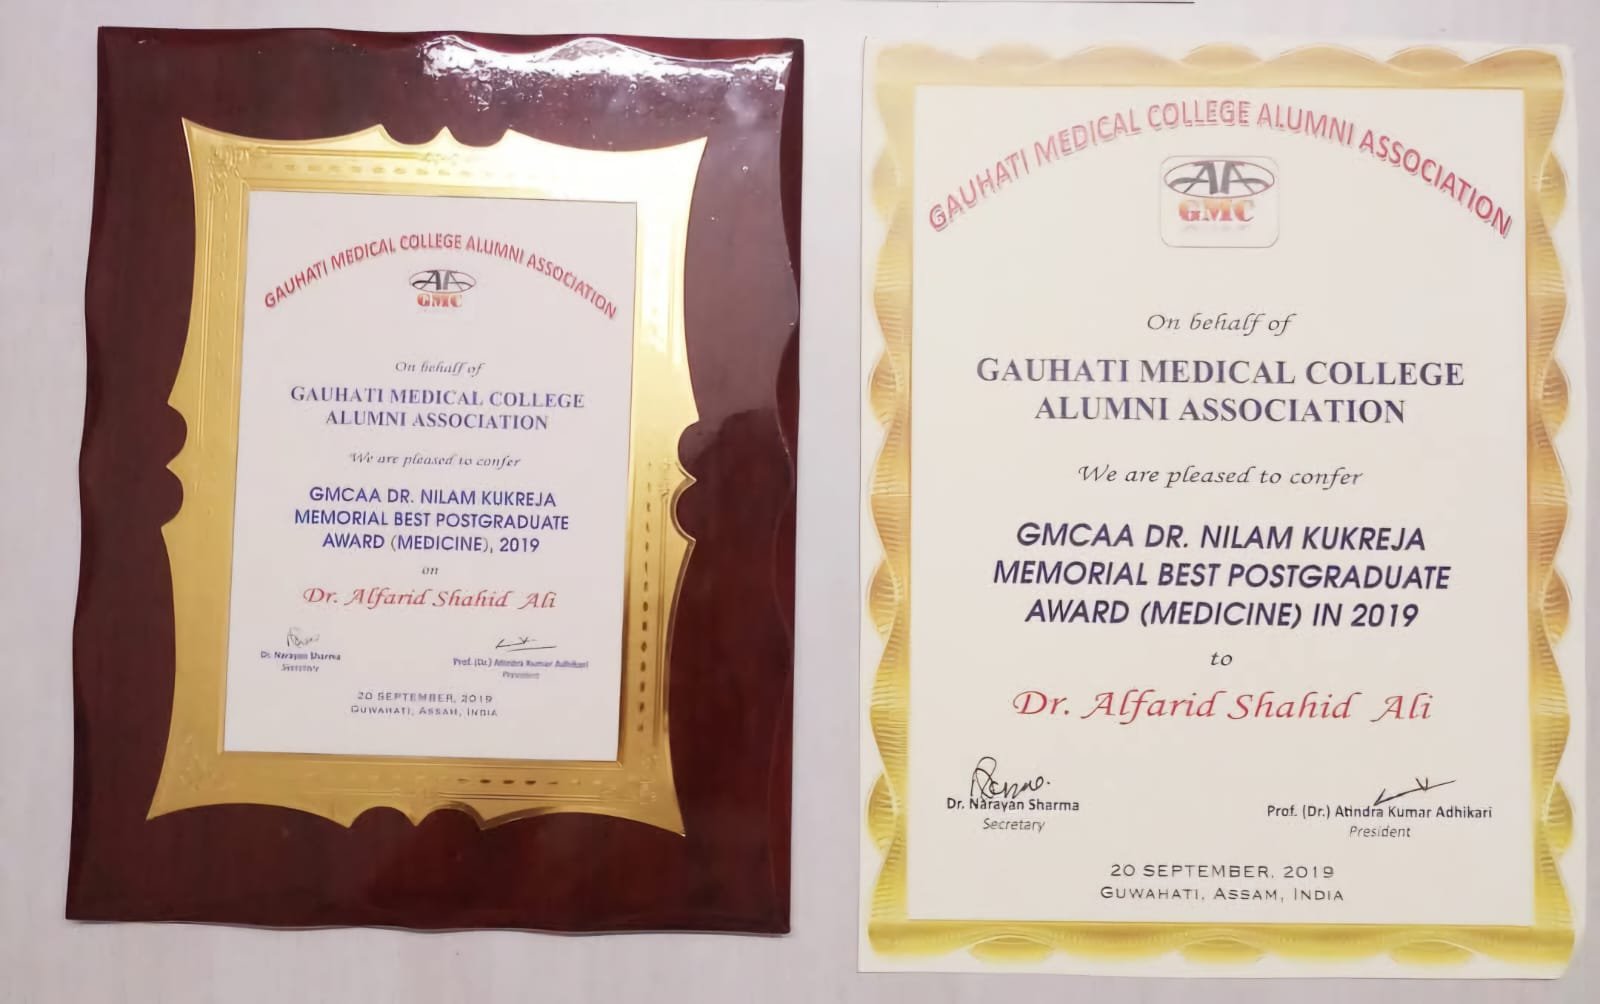 GAUHATI MEDICAL COLLEGE ALUMNI ASSOCIATION
AA
GMC
On behalf of
GAUHATI MEDICAL COLLEGE
ALUMNI ASSOCIATION
We are pleased to confer
GMCAA DR. NILAM KUKREJA
MEMORIAL BEST POSTGRADUATE
AWARD (MEDICINE), 2019
on
Dr. Alfarid Shahid Ali
Dr. Narayan Sharma
Secretary
Prof. (Dr.) Atindra Kumar Adhikari
President
20 SEPTEMBER, 2019
GUWAHATI, ASSAM, INDIA
GAUHATI MEDICAL COLLEGE ALUMNI ASSOCIATION
AA
GMC
On behalf of
GAUHATI MEDICAL COLLEGE
ALUMNI ASSOCIATION
We are pleased to confer
GMCAA DR. NILAM KUKREJA
MEMORIAL BEST POSTGRADUATE
AWARD (MEDICINE) IN 2019
to
Dr. Alfarid Shahid Ali
Dr. Narayan Sharma
Secretary
Prof. (Dr.) Atindra Kumar Adhikari
President
20 SEPTEMBER, 2019
GUWAHATI, ASSAM, INDIA